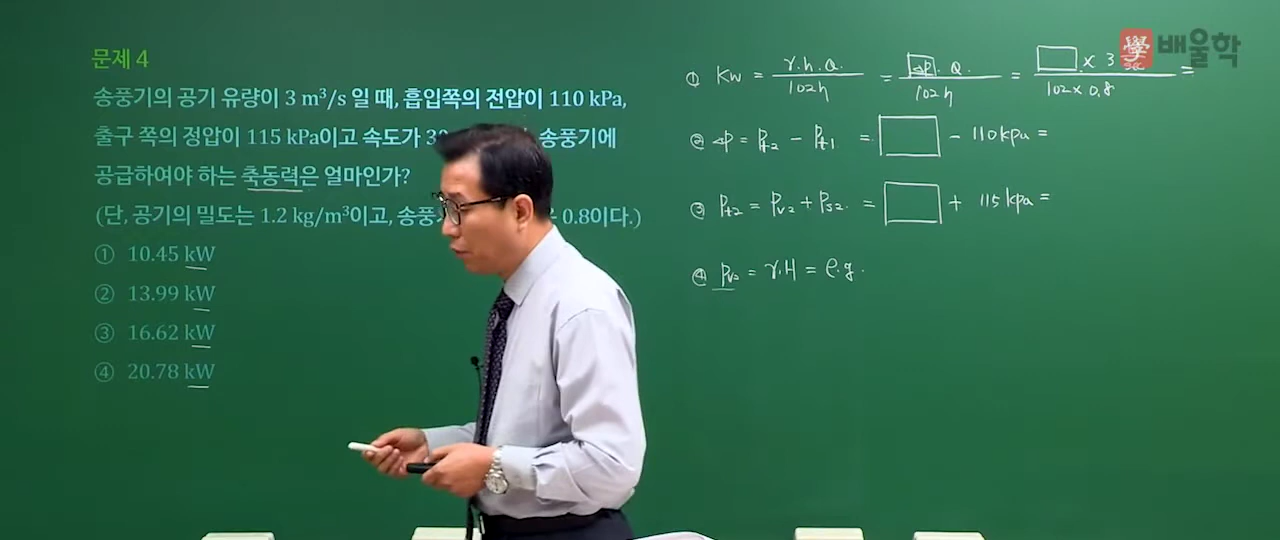 學 배울학
문제 4
송풍기의 공기 유량이 3 m³/s 일 때, 흡입쪽의 전압이 110 kPa,
출구 쪽의 정압이 115 kPa이고 속도가 송풍기에
공급하여야 하는 축동력은 얼마인가?
(단, 공기의 밀도는 1.2 kg/m³이고, 0.8이다.)
① 10.45 kW
② 13.99 kW
③ 16.62 kW
④ 20.78 kW
① Kw = γ.h.Q. / 102η = ΔP. Q. / 102η = □ × 3 / 102 × 0.8 =
② ΔP = Pt2 - Pt1 = □ - 110 kpa =
③ Pt2 = Pv2 + Ps2. = □ + 115 kpa =
④ Pv2 = γ.H = ρ.g.